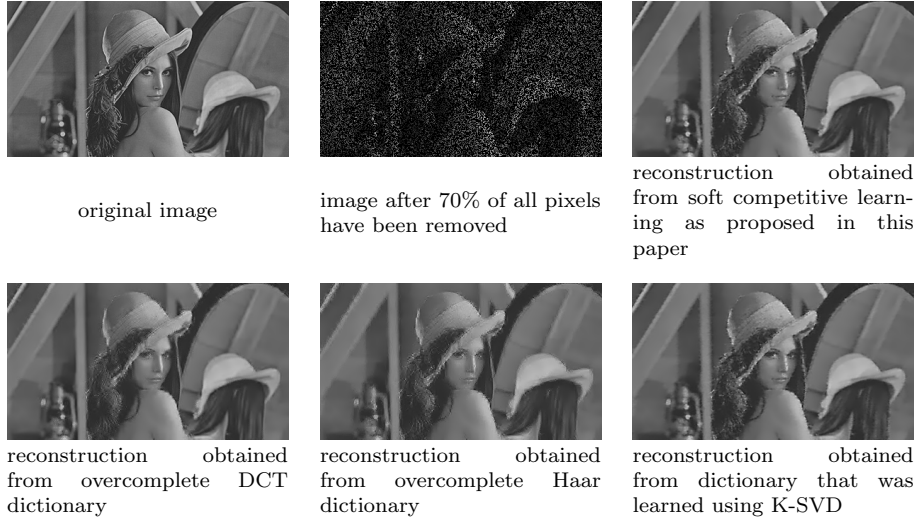 original image
image after 70% of all pixels
have been removed
reconstruction obtained
from soft competitive learn-
ing as proposed in this
paper
reconstruction obtained
from overcomplete DCT
dictionary
reconstruction obtained
from overcomplete Haar
dictionary
reconstruction obtained
from dictionary that was
learned using K-SVD